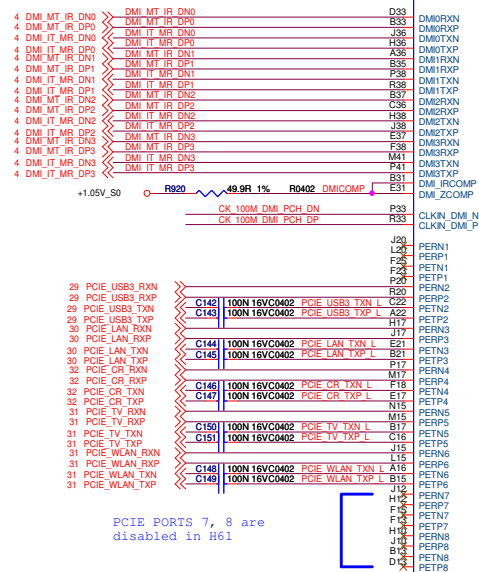 4 DMI_MT_IR_DN0 DMI_MT_IR_DN0 D33 DMI0RXN
4 DMI_MT_IR_DP0 DMI_MT_IR_DP0 B33 DMI0RXP
4 DMI_IT_MR_DN0 DMI_IT_MR_DN0 J36 DMI0TXN
4 DMI_IT_MR_DP0 DMI_IT_MR_DP0 H36 DMI0TXP
4 DMI_MT_IR_DN1 DMI_MT_IR_DN1 A36 DMI1RXN
4 DMI_MT_IR_DP1 DMI_MT_IR_DP1 B35 DMI1RXP
4 DMI_IT_MR_DN1 DMI_IT_MR_DN1 P38 DMI1TXN
4 DMI_IT_MR_DP1 DMI_IT_MR_DP1 R38 DMI1TXP
4 DMI_MT_IR_DN2 DMI_MT_IR_DN2 B37 DMI2RXN
4 DMI_MT_IR_DP2 DMI_MT_IR_DP2 C36 DMI2RXP
4 DMI_IT_MR_DN2 DMI_IT_MR_DN2 H38 DMI2TXN
4 DMI_IT_MR_DP2 DMI_IT_MR_DP2 J38 DMI2TXP
4 DMI_MT_IR_DN3 DMI_MT_IR_DN3 E37 DMI3RXN
4 DMI_MT_IR_DP3 DMI_MT_IR_DP3 F38 DMI3RXP
4 DMI_IT_MR_DN3 DMI_IT_MR_DN3 M41 DMI3TXN
4 DMI_IT_MR_DP3 DMI_IT_MR_DP3 P41 DMI3TXP
B31 DMI_IRCOMP
+1.05V_S0 R920 49.9R 1% R0402 DMICOMP E31 DMI_ZCOMP
CK_100M_DMI_PCH_DN P33 CLKIN_DMI_N
CK_100M_DMI_PCH_DP R33 CLKIN_DMI_P
J20 PERN1
L20 PERP1
F25 PETN1
F23 PETP1
29 PCIE_USB3_RXN P20 PERN2
29 PCIE_USB3_RXP R20 PERP2
29 PCIE_USB3_TXN C142 100N 16VC0402 PCIE_USB3_TXN_L C22 PETN2
29 PCIE_USB3_TXP C143 100N 16VC0402 PCIE_USB3_TXP_L A22 PETP2
30 PCIE_LAN_RXN H17 PERN3
30 PCIE_LAN_RXP J17 PERP3
30 PCIE_LAN_TXN C144 100N 16VC0402 PCIE_LAN_TXN_L E21 PETN3
30 PCIE_LAN_TXP C145 100N 16VC0402 PCIE_LAN_TXP_L B21 PETP3
32 PCIE_CR_RXN P17 PERN4
32 PCIE_CR_RXP M17 PERP4
32 PCIE_CR_TXN C146 100N 16VC0402 PCIE_CR_TXN_L F18 PETN4
32 PCIE_CR_TXP C147 100N 16VC0402 PCIE_CR_TXP_L E17 PETP4
31 PCIE_TV_RXN N15 PERN5
31 PCIE_TV_RXP M15 PERP5
31 PCIE_TV_TXN C150 100N 16VC0402 PCIE_TV_TXN_L B17 PETN5
31 PCIE_TV_TXP C151 100N 16VC0402 PCIE_TV_TXP_L C16 PETP5
31 PCIE_WLAN_RXN J15 PERN6
31 PCIE_WLAN_RXP L15 PERP6
31 PCIE_WLAN_TXN C148 100N 16VC0402 PCIE_WLAN_TXN_L A16 PETN6
31 PCIE_WLAN_TXP C149 100N 16VC0402 PCIE_WLAN_TXP_L B15 PETP6
J12 PERN7
H12 PERP7
F15 PETN7
F13 PETP7
H10 PERN8
J10 PERP8
B13 PETN8
D13 PETP8
PCIE PORTS 7, 8 are
disabled in H61